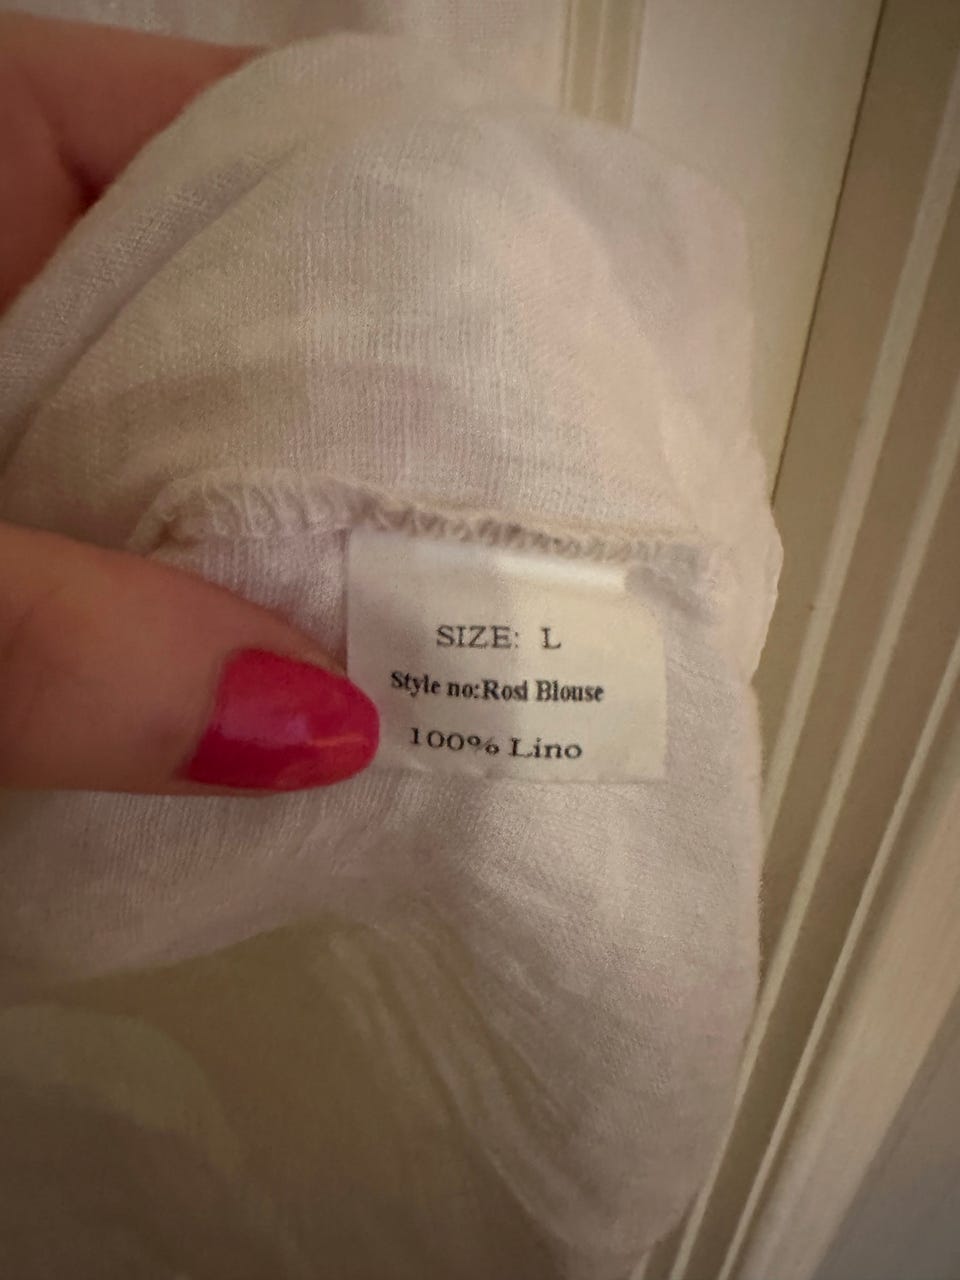 SIZE: L
Style no:Rosi Blouse
100% Lino